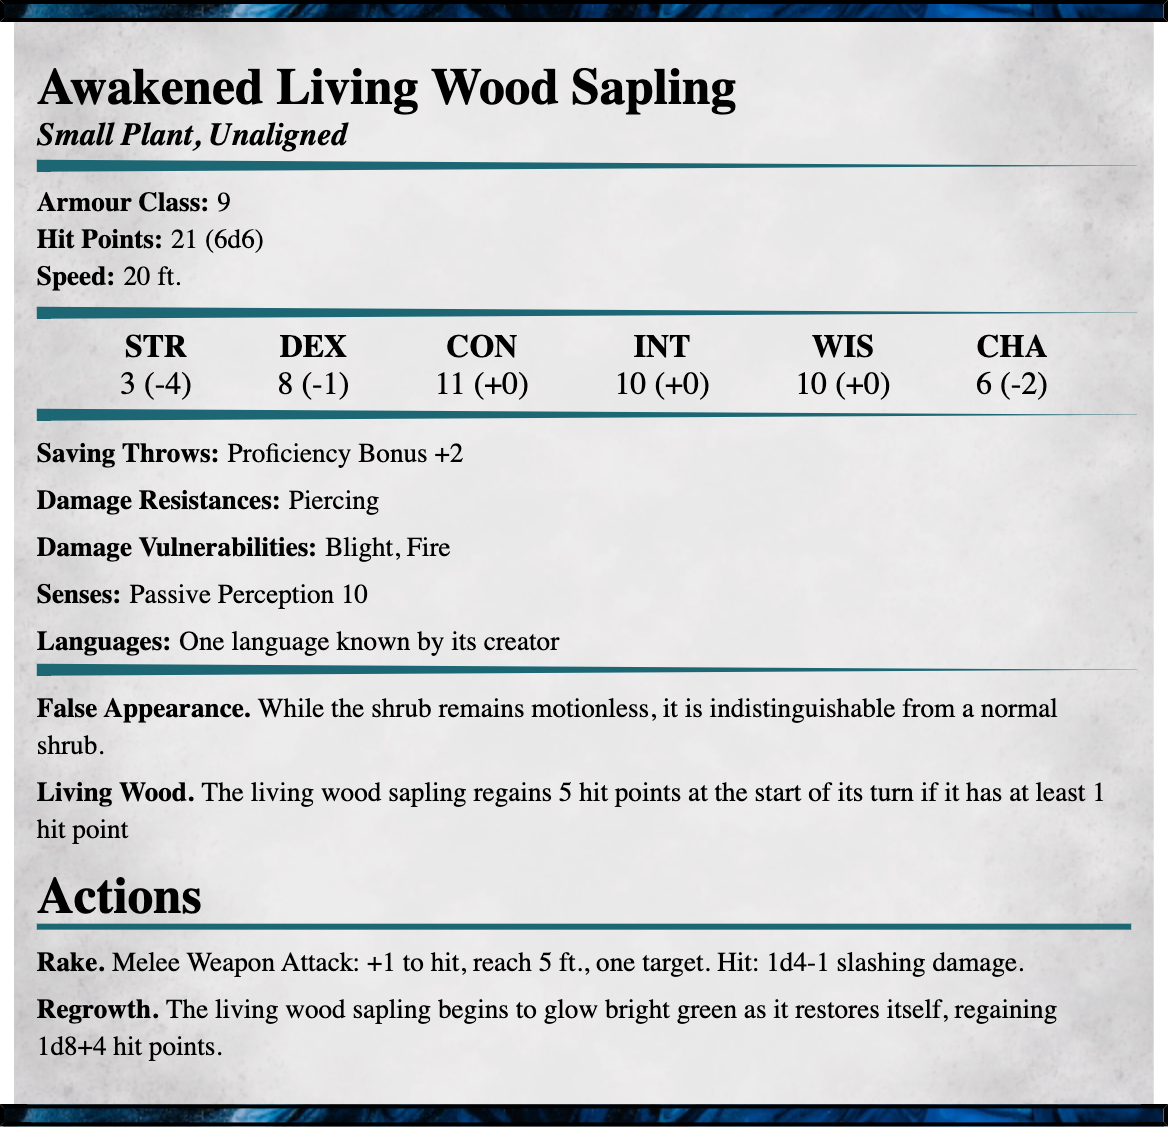 Awakened Living Wood Sapling
Small Plant, Unaligned
Armour Class: 9
Hit Points: 21 (6d6)
Speed: 20 ft.
STR DEX CON INT WIS CHA
3 (-4) 8 (-1) 11 (+0) 10 (+0) 10 (+0) 6 (-2)
Saving Throws: Proficiency Bonus +2
Damage Resistances: Piercing
Damage Vulnerabilities: Blight, Fire
Senses: Passive Perception 10
Languages: One language known by its creator
False Appearance. While the shrub remains motionless, it is indistinguishable from a normal
shrub.
Living Wood. The living wood sapling regains 5 hit points at the start of its turn if it has at least 1
hit point
Actions
Rake. Melee Weapon Attack: +1 to hit, reach 5 ft., one target. Hit: 1d4-1 slashing damage.
Regrowth. The living wood sapling begins to glow bright green as it restores itself, regaining
1d8+4 hit points.